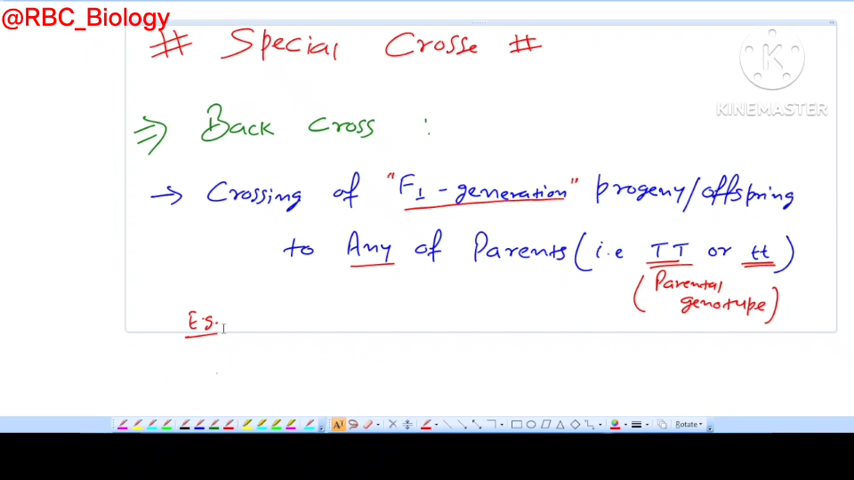 @RBC_Biology
# Special Crosse #
K
KINEMASTER
⇒ Back Cross :
→ Crossing of "F1 - generation" progeny/offspring
to Any of Parents (i.e TT or tt)
(Parental
genotype)
E.g.
Rotate